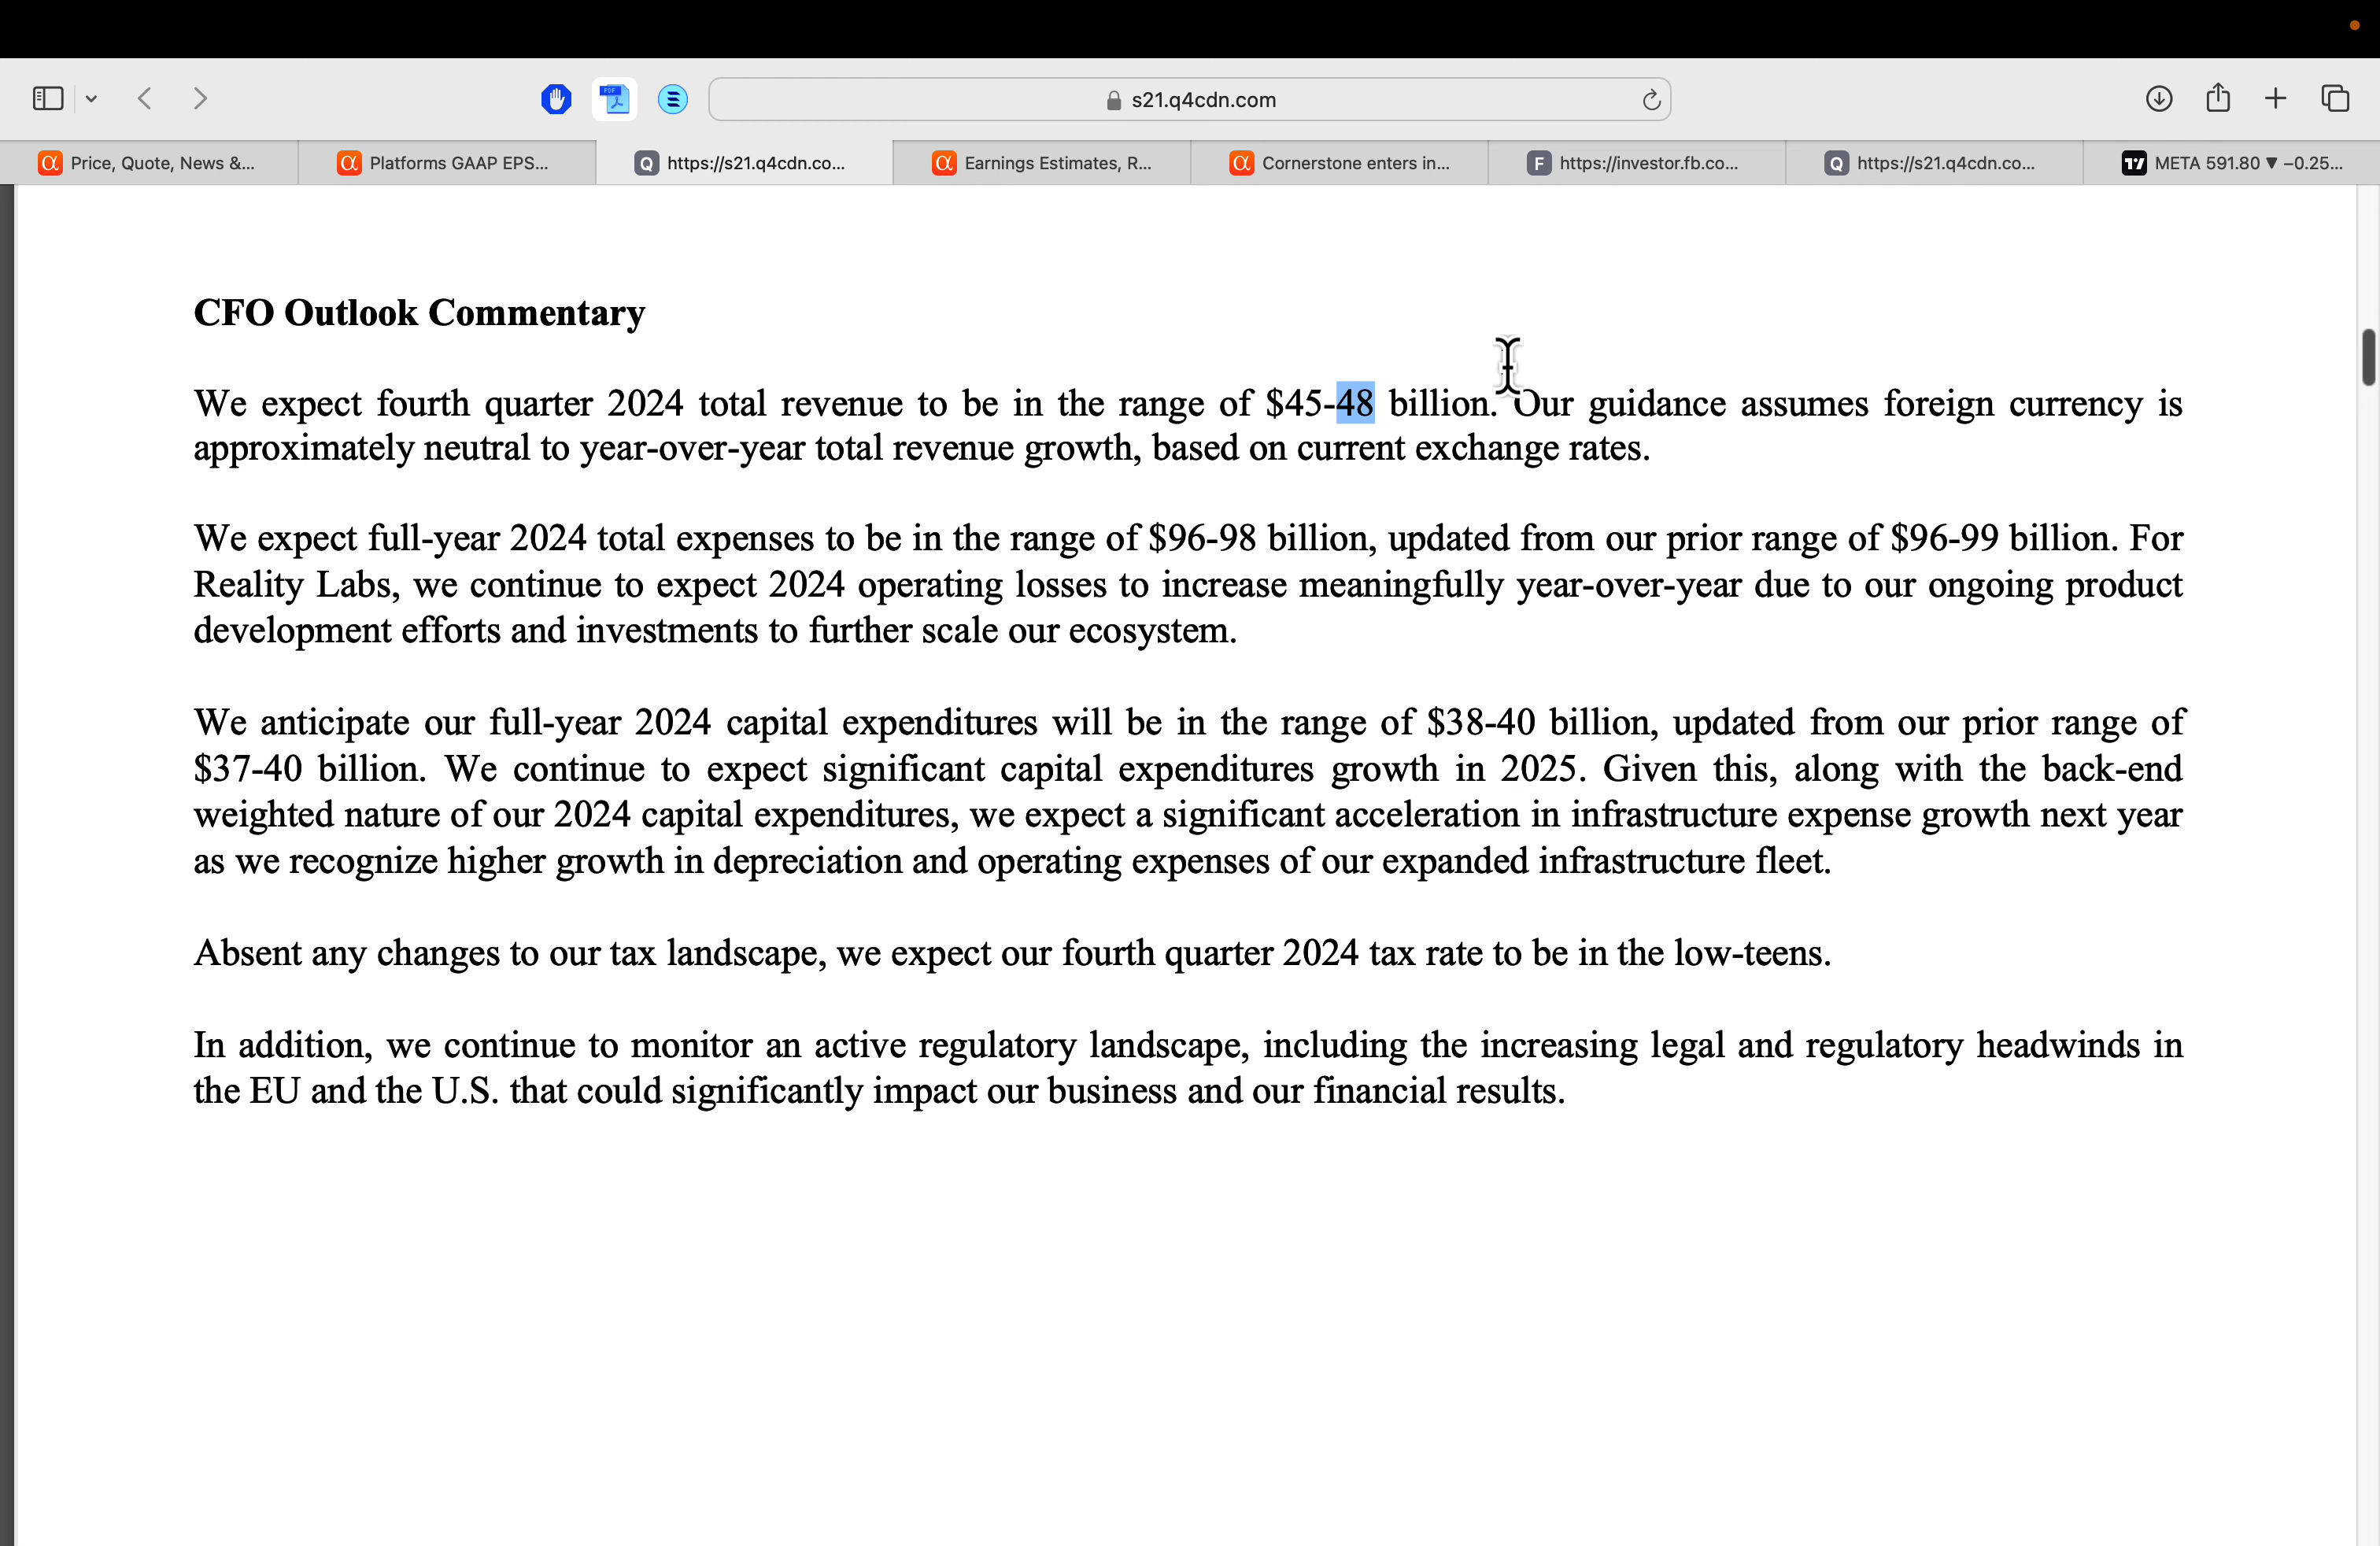 s21.q4cdn.com
Price, Quote, News &...
Platforms GAAP EPS...
Q https://s21.q4cdn.co...
Earnings Estimates, R...
Cornerstone enters in...
F https://investor.fb.co...
Q https://s21.q4cdn.co...
META 591.80 ▼ −0.25...
CFO Outlook Commentary
We expect fourth quarter 2024 total revenue to be in the range of $45-48 billion. Our guidance assumes foreign currency is
approximately neutral to year-over-year total revenue growth, based on current exchange rates.
We expect full-year 2024 total expenses to be in the range of $96-98 billion, updated from our prior range of $96-99 billion. For
Reality Labs, we continue to expect 2024 operating losses to increase meaningfully year-over-year due to our ongoing product
development efforts and investments to further scale our ecosystem.
We anticipate our full-year 2024 capital expenditures will be in the range of $38-40 billion, updated from our prior range of
$37-40 billion. We continue to expect significant capital expenditures growth in 2025. Given this, along with the back-end
weighted nature of our 2024 capital expenditures, we expect a significant acceleration in infrastructure expense growth next year
as we recognize higher growth in depreciation and operating expenses of our expanded infrastructure fleet.
Absent any changes to our tax landscape, we expect our fourth quarter 2024 tax rate to be in the low-teens.
In addition, we continue to monitor an active regulatory landscape, including the increasing legal and regulatory headwinds in
the EU and the U.S. that could significantly impact our business and our financial results.